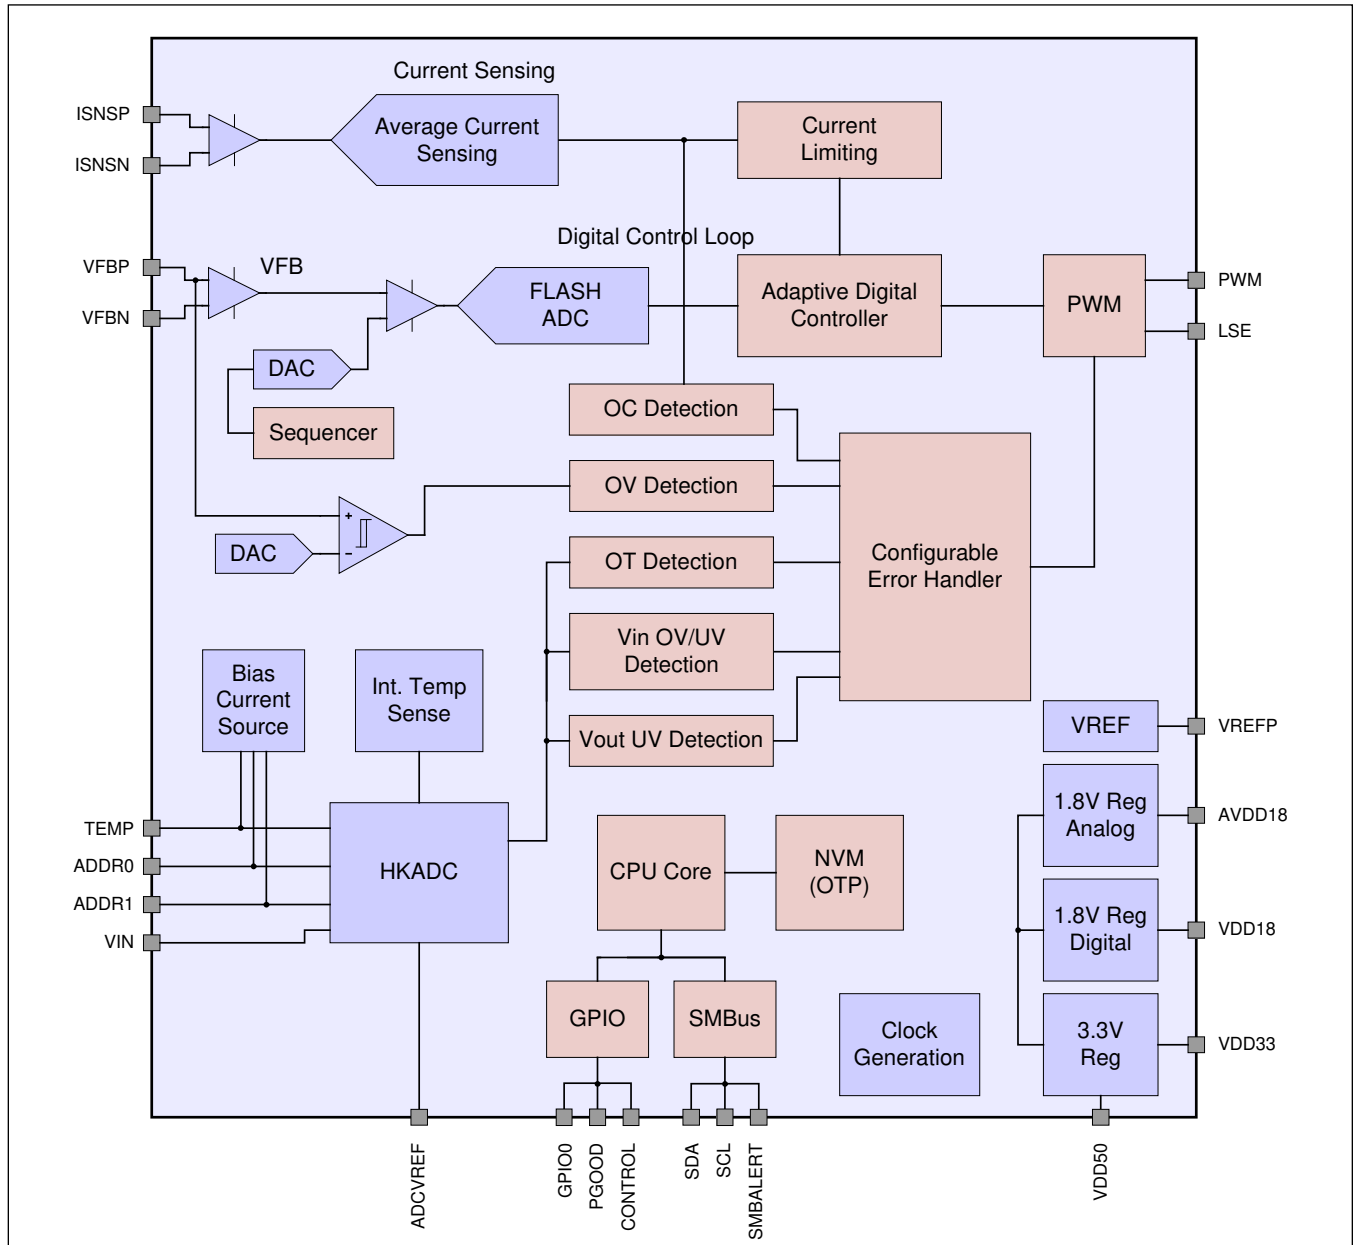 Current Sensing
ISNSP
ISNSN
Average Current
Sensing
Current
Limiting
Digital Control Loop
VFBP
VFBN
VFB
FLASH
ADC
Adaptive Digital
Controller
PWM
PWM
LSE
DAC
Sequencer
OC Detection
OV Detection
+
−
DAC
OT Detection
Configurable
Error Handler
Vin OV/UV
Detection
Vout UV Detection
Bias
Current
Source
Int. Temp
Sense
VREF
VREFP
TEMP
ADDR0
ADDR1
VIN
HKADC
CPU Core
NVM
(OTP)
1.8V Reg
Analog
AVDD18
1.8V Reg
Digital
VDD18
GPIO
SMBus
Clock
Generation
3.3V
Reg
VDD33
ADCVREF
GPIO0
PGOOD
CONTROL
SDA
SCL
SMBALERT
VDD50